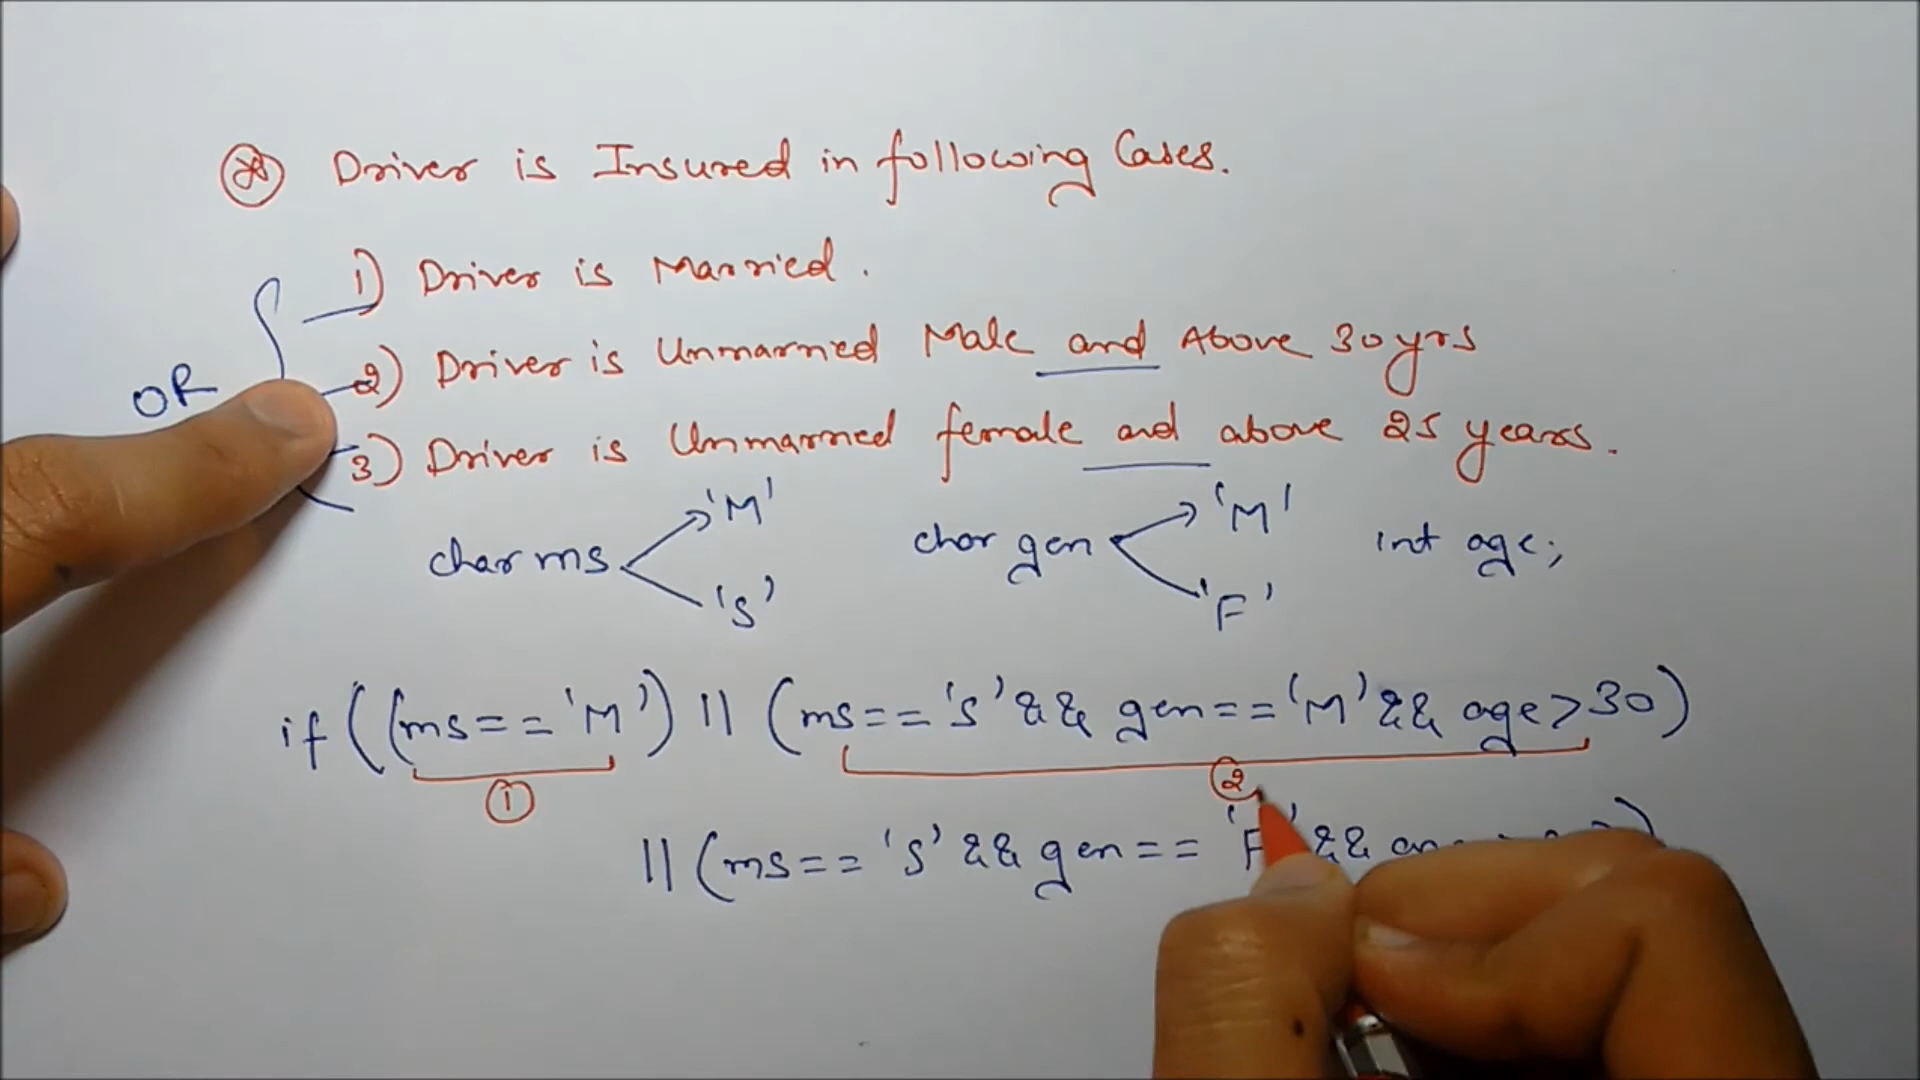 Driver is Insured in following Cases.
1) Driver is Married.
OR
2) Driver is Unmarried Male and Above 30 yrs
3) Driver is Unmarried female and above 25 years.
char ms 'M' 'S'
char gen 'M' 'F'
int age;
if ((ms=='M') || (ms=='S' && gen=='M' && age>30)
1 2
|| (ms=='S' && gen=='F' &&